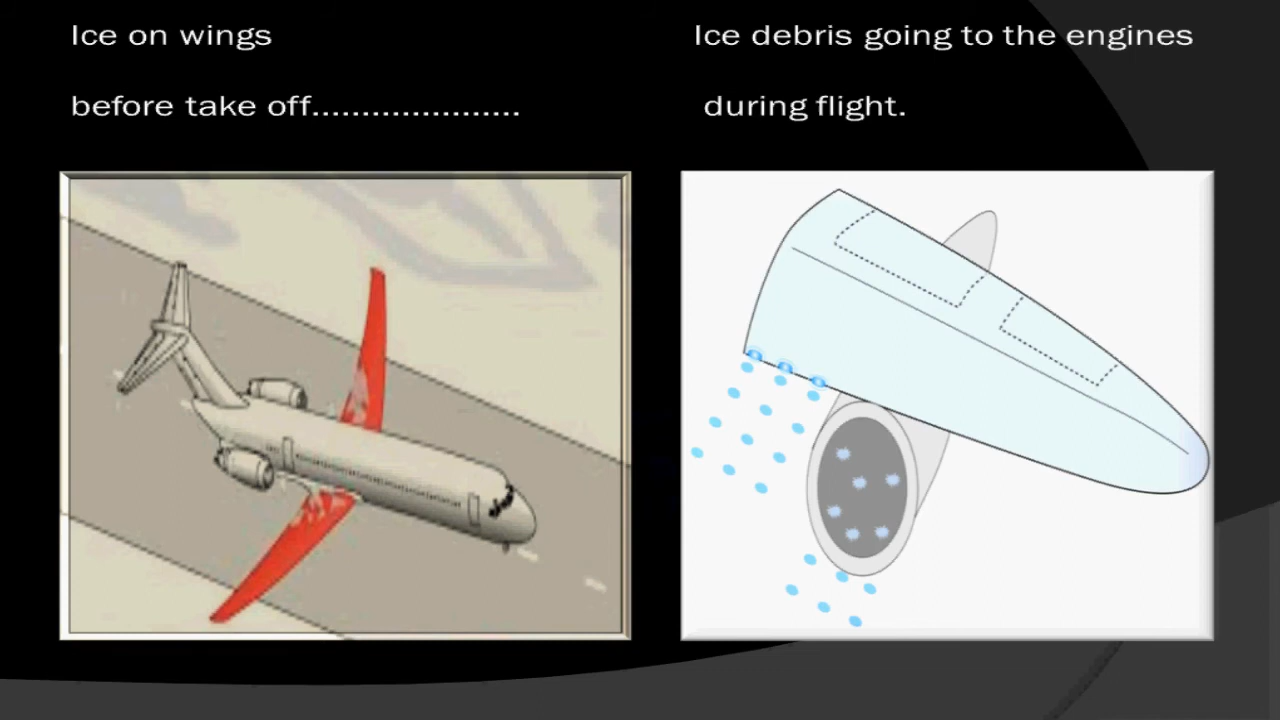 Ice on wings
before take off.....................
Ice debris going to the engines
during flight.